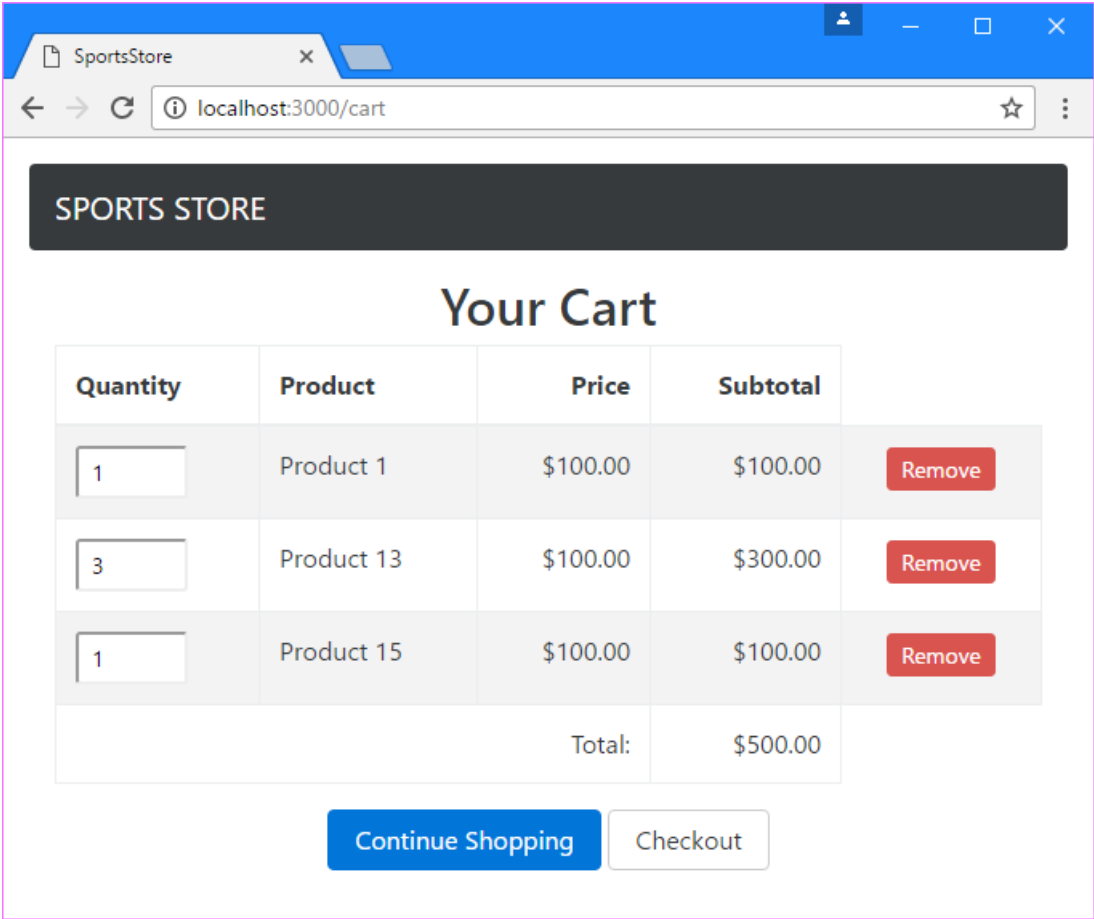 SportsStore
localhost:3000/cart
SPORTS STORE
Your Cart
Quantity Product Price Subtotal
1 Product 1 $100.00 $100.00 Remove
3 Product 13 $100.00 $300.00 Remove
1 Product 15 $100.00 $100.00 Remove
Total: $500.00
Continue Shopping Checkout